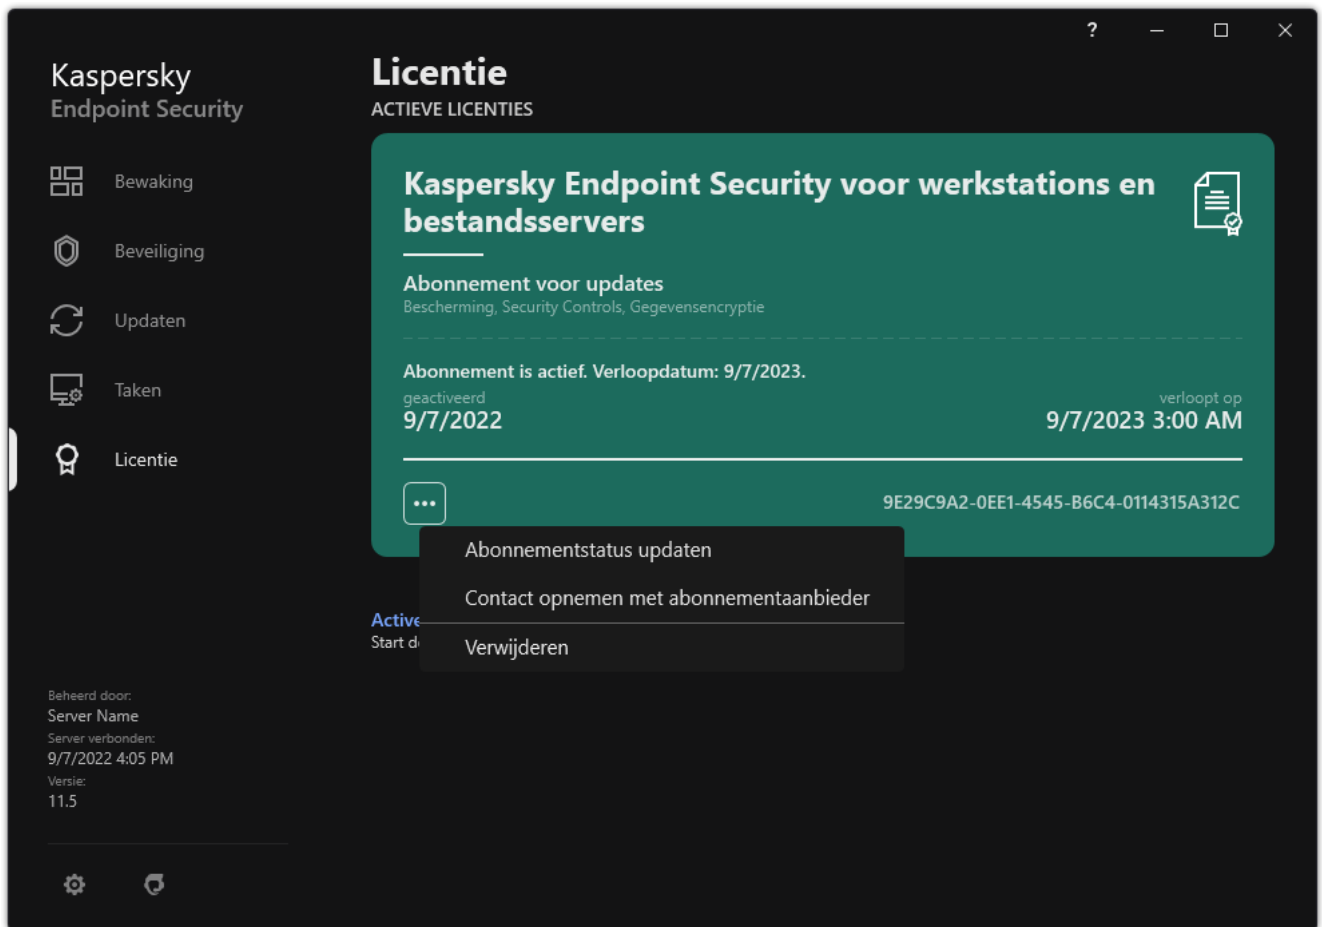 ?
Kaspersky
Endpoint Security
Bewaking
Beveiliging
Updaten
Taken
Licentie
Beheerd door:
Server Name
Server verbonden:
9/7/2022 4:05 PM
Versie:
11.5
Licentie
ACTIEVE LICENTIES
Kaspersky Endpoint Security voor werkstations en
bestandsservers
Abonnement voor updates
Bescherming, Security Controls, Gegevensencryptie
Abonnement is actief. Verloopdatum: 9/7/2023.
geactiveerd
9/7/2022
verloopt op
9/7/2023 3:00 AM
9E29C9A2-0EE1-4545-B6C4-0114315A312C
Abonnementstatus updaten
Contact opnemen met abonnementaanbieder
Verwijderen
Start